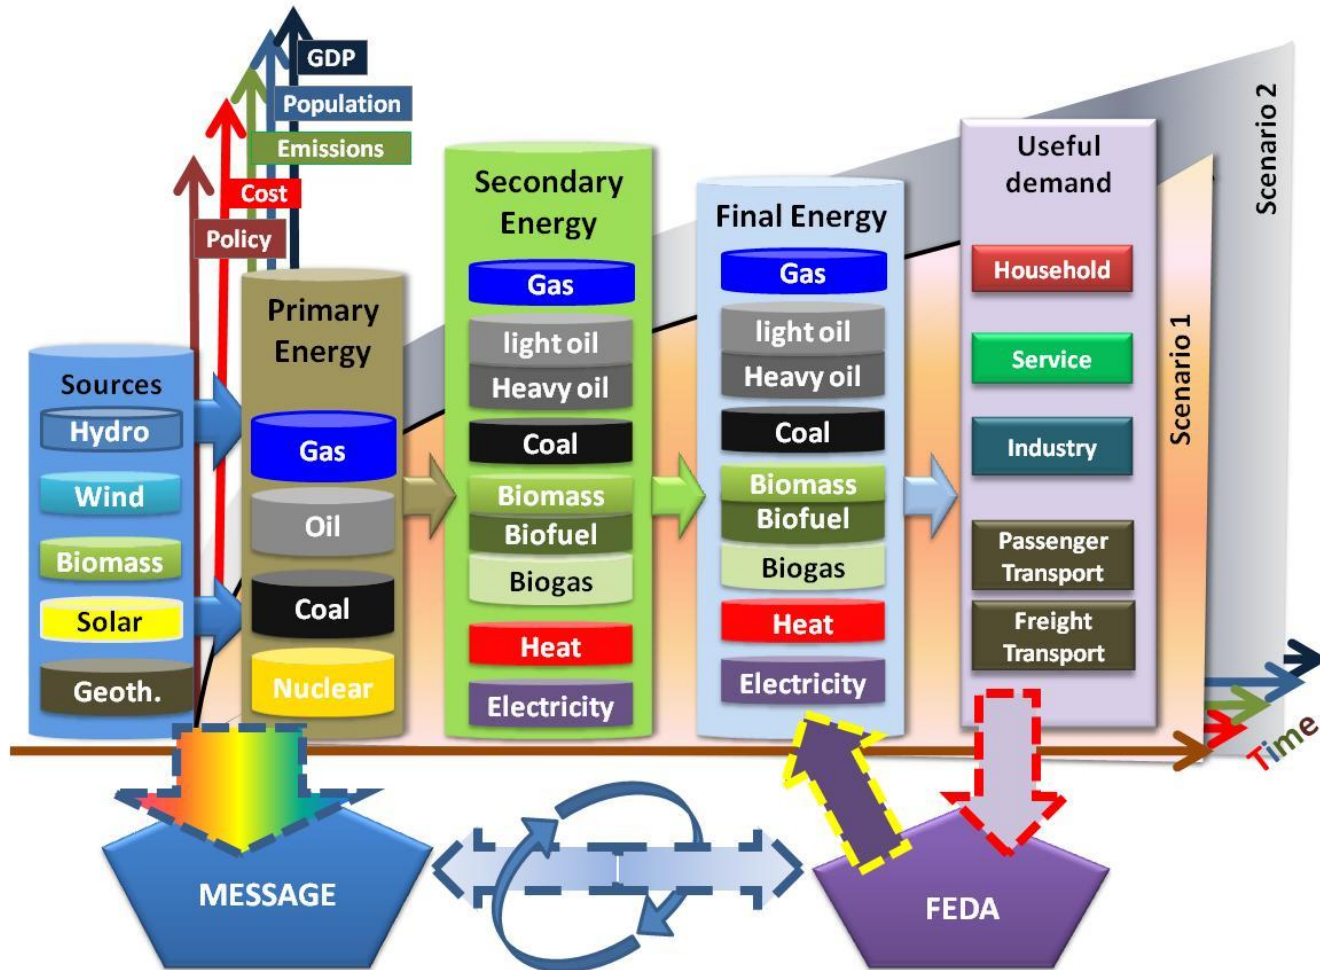 GDP
Population
Emissions
Cost
Policy
Sources
Hydro
Wind
Biomass
Solar
Geoth.
Primary
Energy
Gas
Oil
Coal
Nuclear
Secondary
Energy
Gas
light oil
Heavy oil
Coal
Biomass
Biofuel
Biogas
Heat
Electricity
Final Energy
Gas
light oil
Heavy oil
Coal
Biomass
Biofuel
Biogas
Heat
Electricity
Useful
demand
Household
Service
Industry
Passenger
Transport
Freight
Transport
Scenario 1
Scenario 2
Time
MESSAGE
FEDA